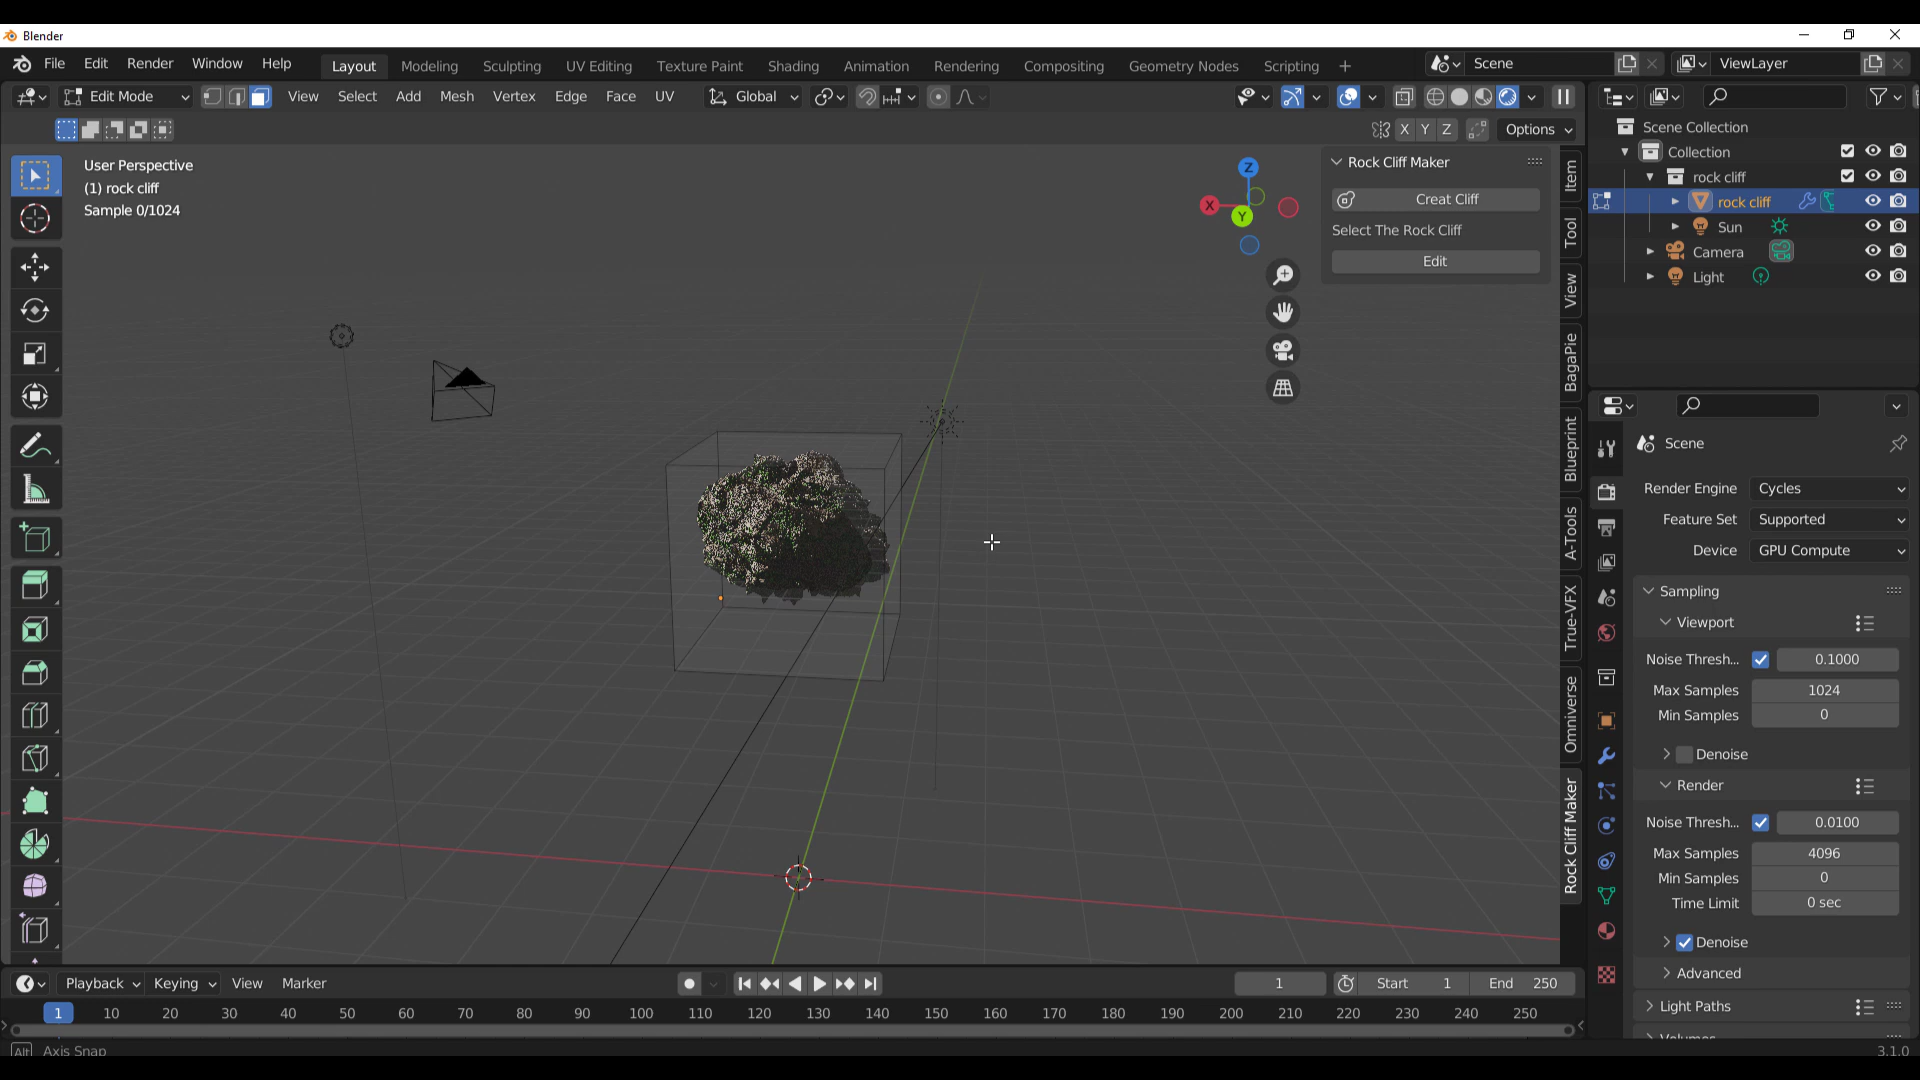 Blender
File Edit Render Window Help Layout Modeling Sculpting UV Editing Texture Paint Shading Animation Rendering Compositing Geometry Nodes Scripting + Scene ViewLayer
Edit Mode View Select Add Mesh Vertex Edge Face UV Global
X Y Z Options
User Perspective
(1) rock cliff
Sample 0/1024
Z
X
Y
Rock Cliff Maker
Creat Cliff
Select The Rock Cliff
Edit
Item
Tool
View
BagaPie
Blueprint
A-Tools
True-VFX
Omniverse
Rock Cliff Maker
Scene Collection
Collection
rock cliff
rock cliff
Sun
Camera
Light
Scene
Render Engine Cycles
Feature Set Supported
Device GPU Compute
Sampling
Viewport
Noise Thresh... 0.1000
Max Samples 1024
Min Samples 0
Denoise
Render
Noise Thresh... 0.0100
Max Samples 4096
Min Samples 0
Time Limit 0 sec
Denoise
Advanced
Light Paths
Volumes
Playback Keying View Marker 1 Start 1 End 250
1 10 20 30 40 50 60 70 80 90 100 110 120 130 140 150 160 170 180 190 200 210 220 230 240 250
Alt Axis Snap
3.1.0